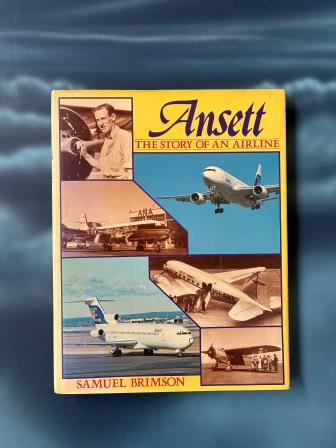 Ansett
THE STORY OF AN AIRLINE
ANA
SAMUEL BRIMSON